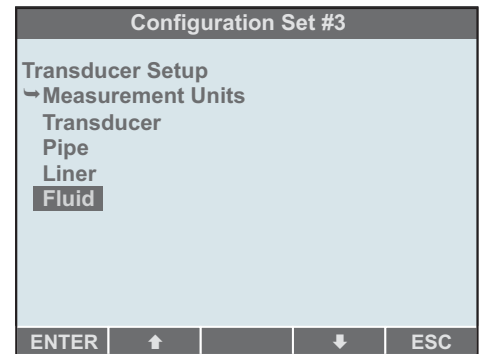 Configuration Set #3
Transducer Setup
➥Measurement Units
Transducer
Pipe
Liner
Fluid
ENTER ⬆ ⬇ ESC